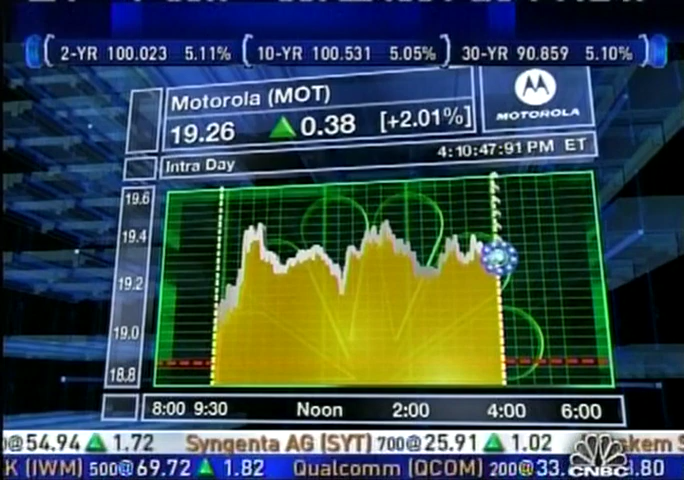 2-YR 100.023 5.11% 10-YR 100.531 5.05% 30-YR 90.859 5.10%
Motorola (MOT)
19.26 ▲ 0.38 [+2.01%]
MOTOROLA
4:10:47:91 PM ET
Intra Day
19.6
19.4
19.2
19.0
18.8
8:00 9:30 Noon 2:00 4:00 6:00
@54.94 ▲ 1.72 Syngenta AG (SYT) 700@25.91 ▲ 1.02
K (IWM) 500@69.72 ▲ 1.82 Qualcomm (QCOM) 200@33. .80
CNBC